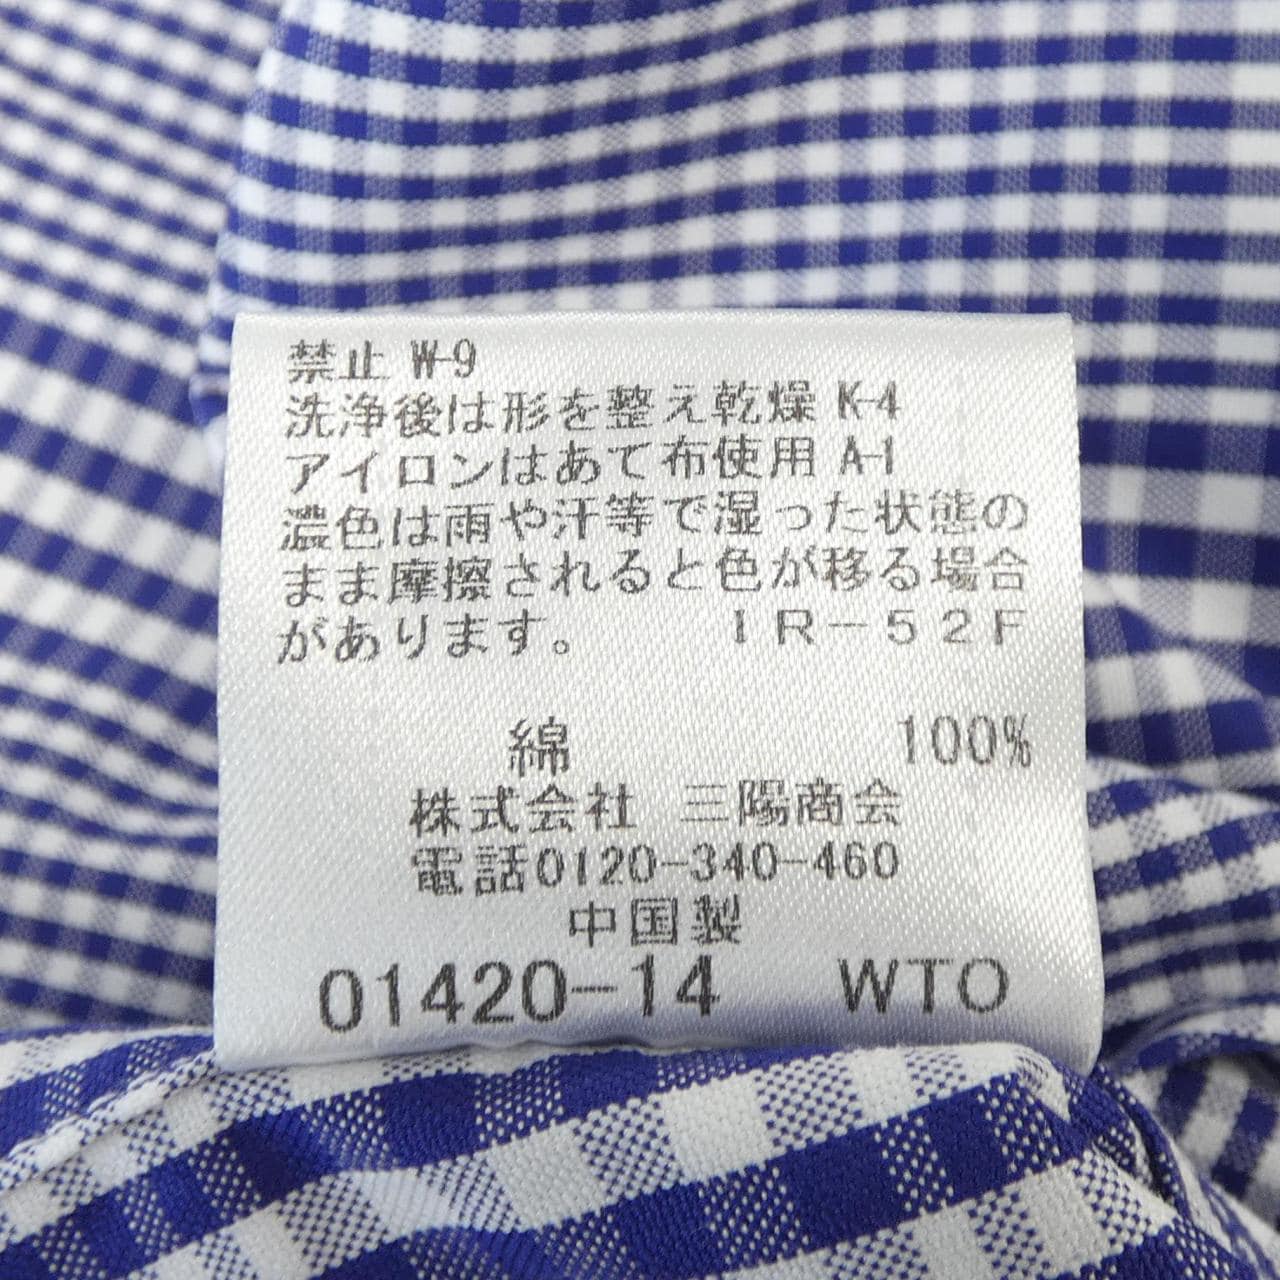 禁止 W-9
洗浄後は形を整え乾燥 K-4
アイロンはあて布使用 A-1
濃色は雨や汗等で湿った状態の
まま摩擦されると色が移る場合
があります。 IR-52F
綿 100%
株式会社 三陽商会
電話0120-340-460
中国製
01420-14 WTO